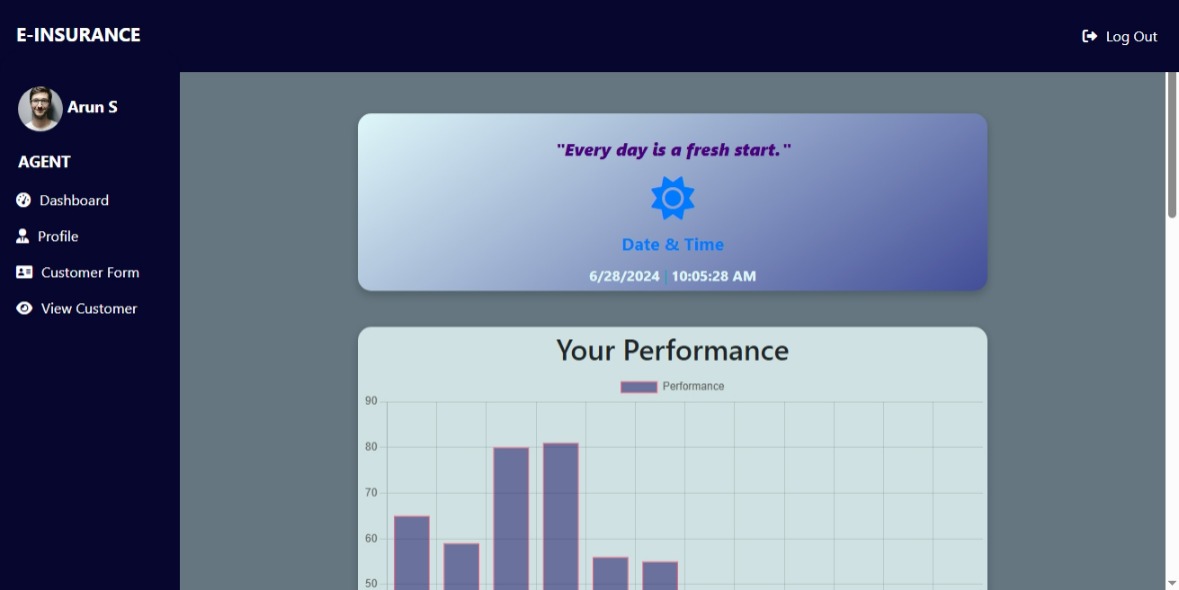 E-INSURANCE
Log Out
Arun S
AGENT
Dashboard
Profile
Customer Form
View Customer
"Every day is a fresh start."
Date & Time
6/28/2024 | 10:05:28 AM
Your Performance
Performance
90
80
70
60
50